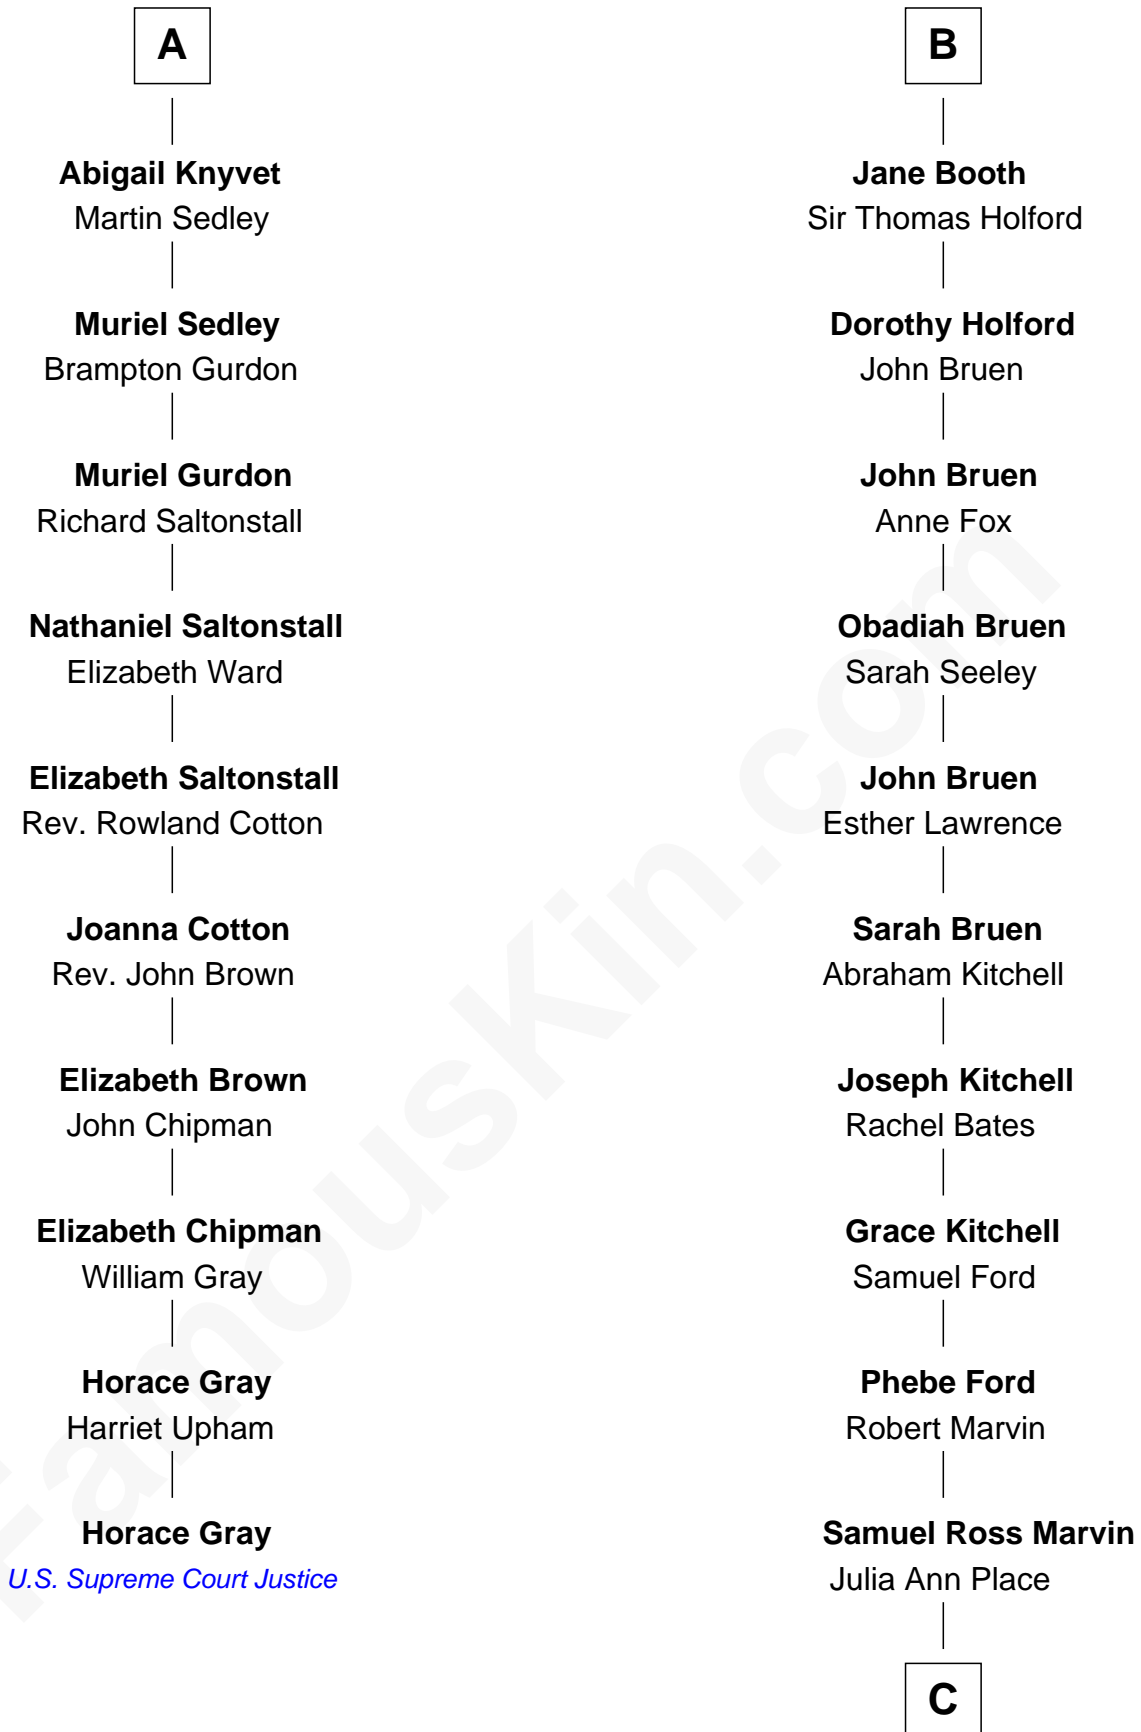 A
Abigail Knyvet
Martin Sedley
Muriel Sedley
Brampton Gurdon
Muriel Gurdon
Richard Saltonstall
Nathaniel Saltonstall
Elizabeth Ward
Elizabeth Saltonstall
Rev. Rowland Cotton
Joanna Cotton
Rev. John Brown
Elizabeth Brown
John Chipman
Elizabeth Chipman
William Gray
Horace Gray
Harriet Upham
Horace Gray
U.S. Supreme Court Justice
B
Jane Booth
Sir Thomas Holford
Dorothy Holford
John Bruen
John Bruen
Anne Fox
Obadiah Bruen
Sarah Seeley
John Bruen
Esther Lawrence
Sarah Bruen
Abraham Kitchell
Joseph Kitchell
Rachel Bates
Grace Kitchell
Samuel Ford
Phebe Ford
Robert Marvin
Samuel Ross Marvin
Julia Ann Place
C
FamousKin.com